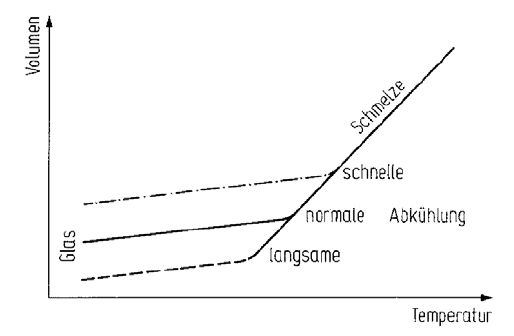 Volumen
Schmelze
schnelle
normale Abkühlung
Glas
langsame
Temperatur